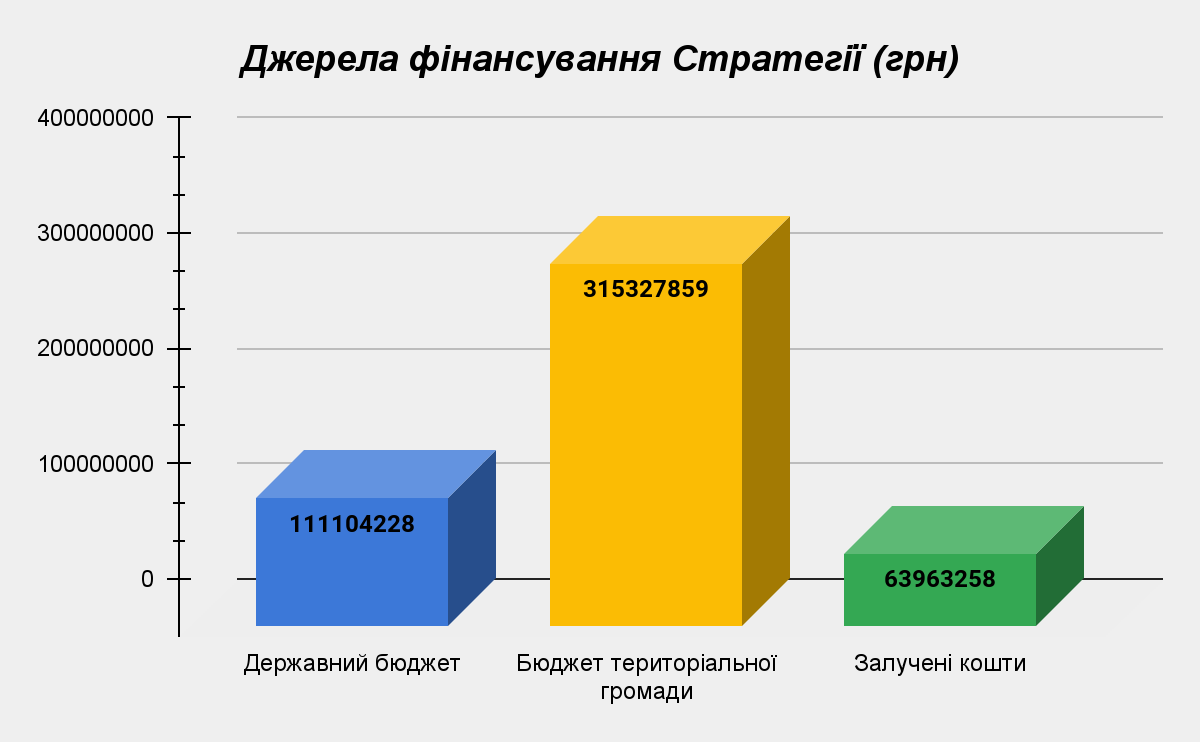 Джерела фінансування Стратегії (грн)
400000000
300000000
200000000
100000000
0
315327859
111104228
63963258
Державний бюджет
Бюджет територіальної
громади
Залучені кошти